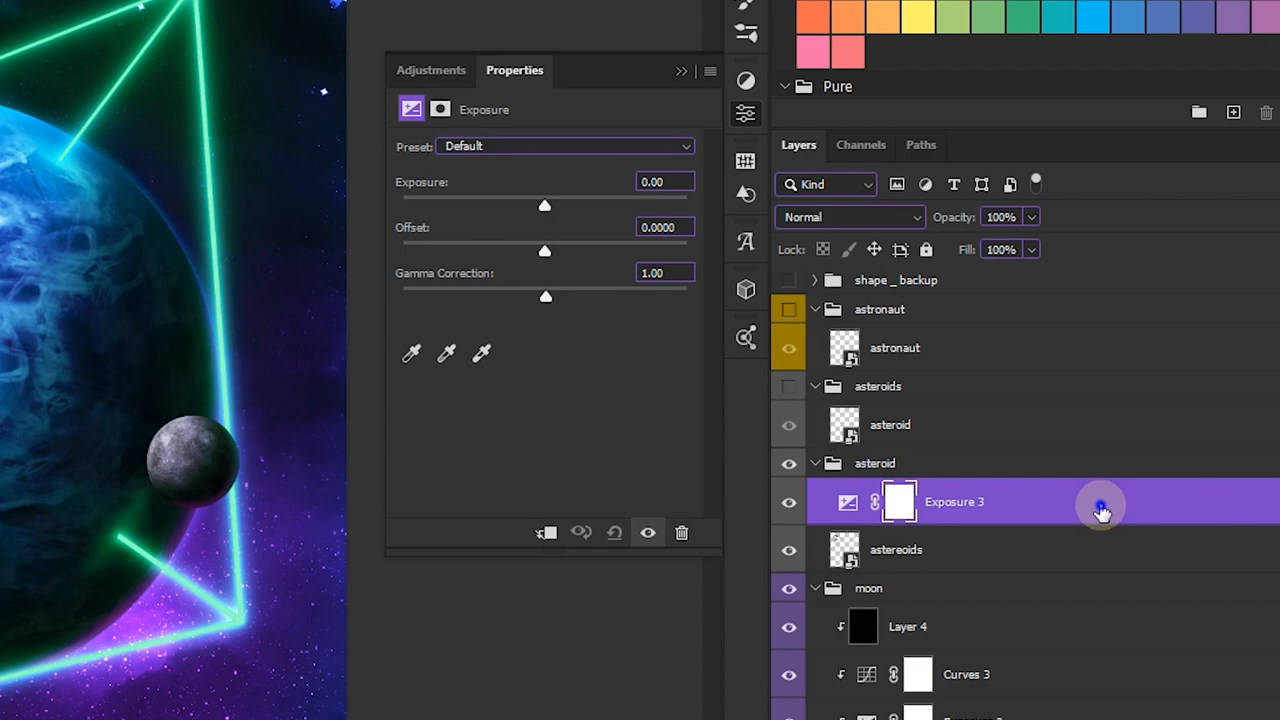 Pure
Adjustments Properties
Exposure
Preset: Default
Exposure: 0.00
Offset: 0.0000
Gamma Correction: 1.00
Layers Channels Paths
Kind
Normal Opacity: 100%
Lock: Fill: 100%
shape _ backup
astronaut
astronaut
asteroids
asteroid
asteroid
Exposure 3
astereoids
moon
Layer 4
Curves 3